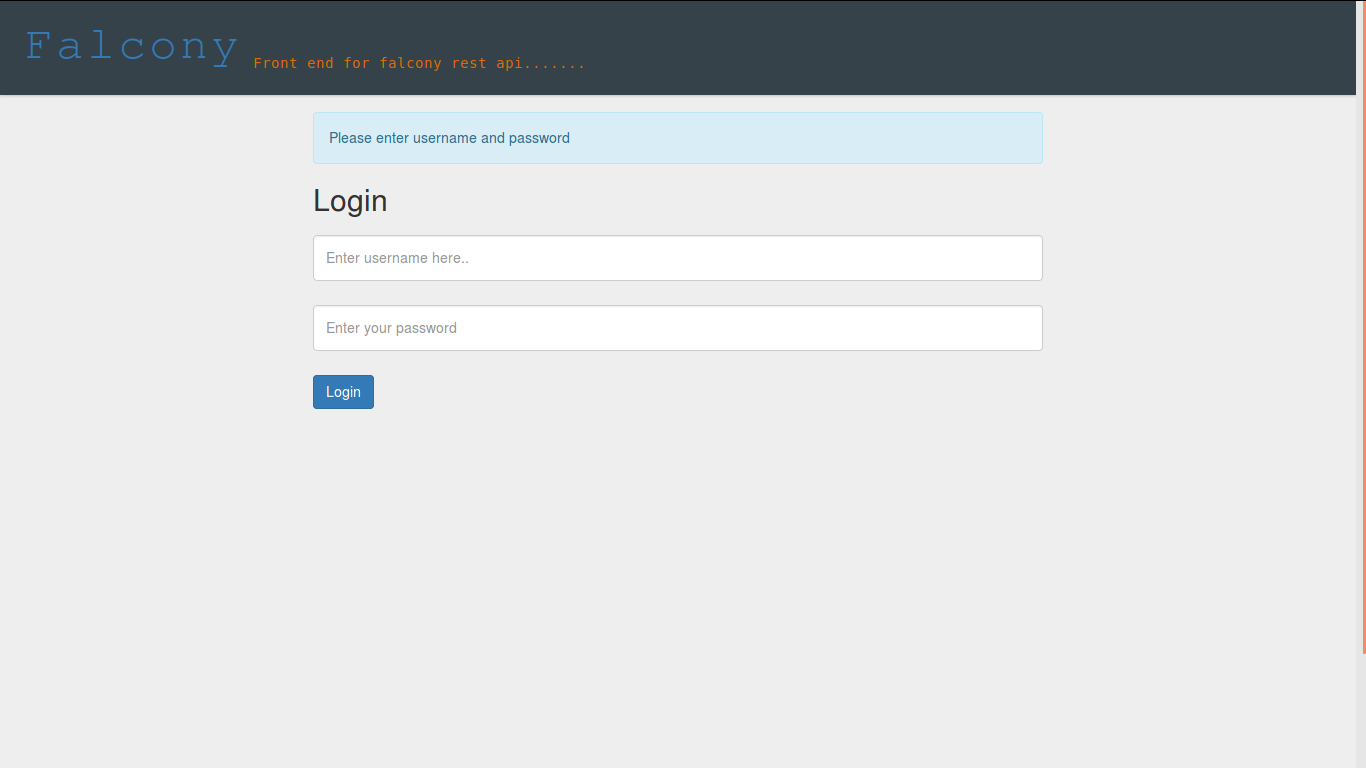 Falcony
Front end for falcony rest api.......
Please enter username and password
Login
Enter username here..
Enter your password
Login